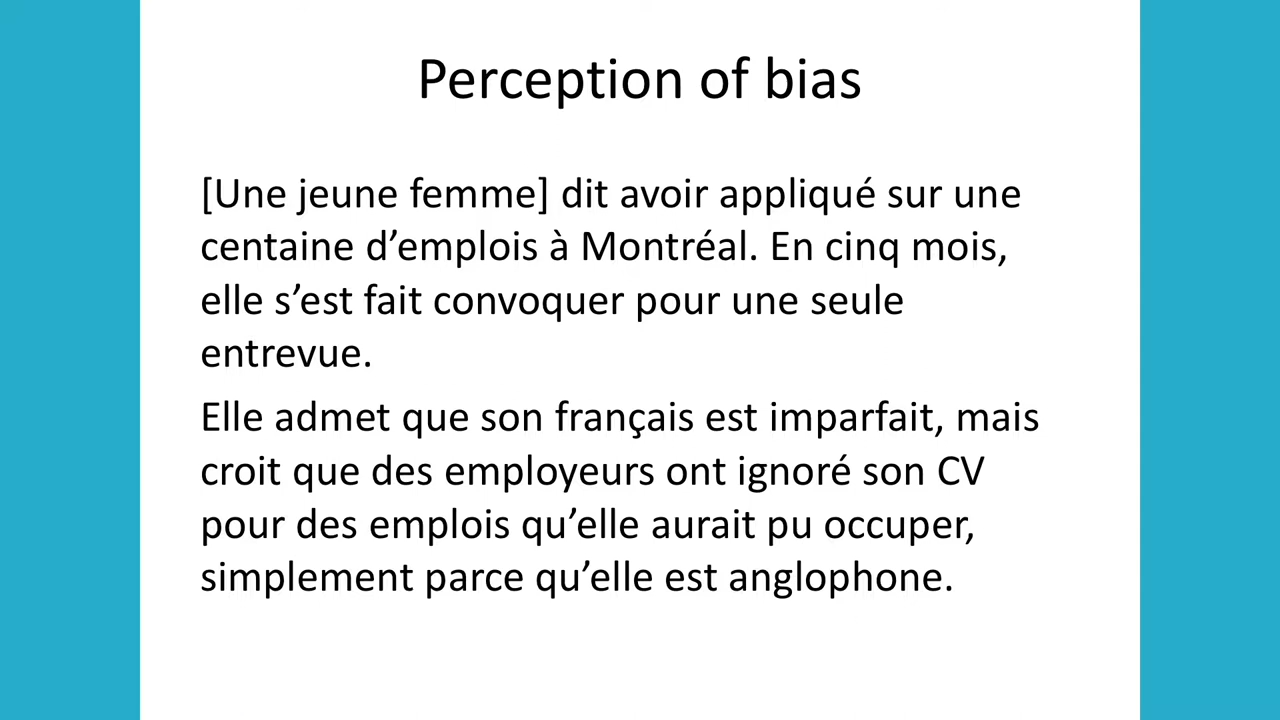 Perception of bias
[Une jeune femme] dit avoir appliqué sur une
centaine d’emplois à Montréal. En cinq mois,
elle s’est fait convoquer pour une seule
entrevue.
Elle admet que son français est imparfait, mais
croit que des employeurs ont ignoré son CV
pour des emplois qu’elle aurait pu occuper,
simplement parce qu’elle est anglophone.